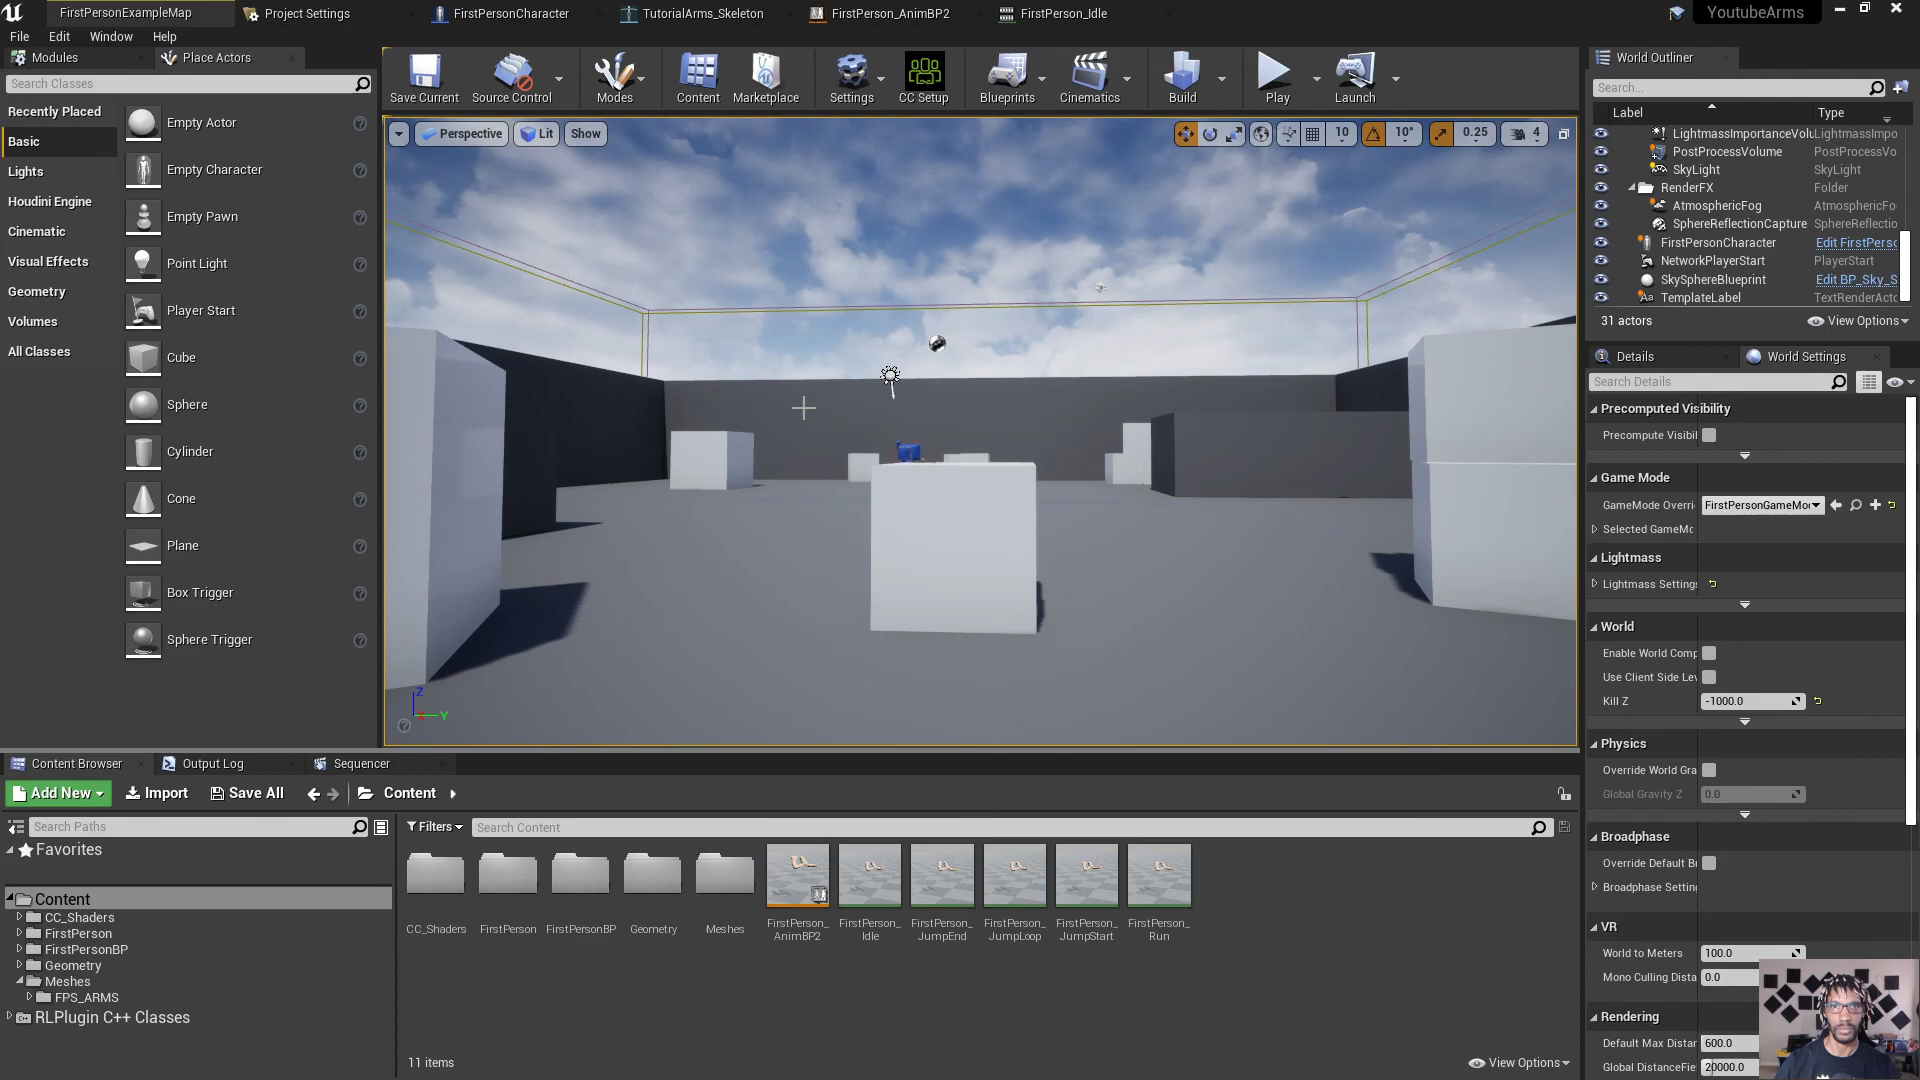 FirstPersonExampleMap
Project Settings
FirstPersonCharacter
TutorialArms_Skeleton
FirstPerson_AnimBP2
FirstPerson_Idle
YoutubeArms
File Edit Window Help
Modules
Place Actors
Search Classes
Recently Placed
Basic
Lights
Houdini Engine
Cinematic
Visual Effects
Geometry
Volumes
All Classes
Empty Actor
Empty Character
Empty Pawn
Point Light
Player Start
Cube
Sphere
Cylinder
Cone
Plane
Box Trigger
Sphere Trigger
Save Current
Source Control
Modes
Content
Marketplace
Settings
CC Setup
Blueprints
Cinematics
Build
Play
Launch
Perspective
Lit
Show
10
10°
0.25
4
Z
X
Y
World Outliner
Search...
Label
Type
LightmassImportanceVolu LightmassImpo
PostProcessVolume PostProcessVo
SkyLight SkyLight
RenderFX Folder
AtmosphericFog AtmosphericFo
SphereReflectionCapture SphereReflectio
FirstPersonCharacter Edit FirstPerso
NetworkPlayerStart PlayerStart
SkySphereBlueprint Edit BP_Sky_S
TemplateLabel TextRenderActo
31 actors
View Options
Details
World Settings
Search Details
Precomputed Visibility
Precompute Visibil
Game Mode
GameMode Overri
FirstPersonGameMo
Selected GameMo
Lightmass
Lightmass Settings
World
Enable World Comp
Use Client Side Lev
Kill Z
-1000.0
Physics
Override World Gra
Global Gravity Z
0.0
Broadphase
Override Default Br
Broadphase Setting
VR
World to Meters
100.0
Mono Culling Dista
0.0
Rendering
Default Max Distan
600.0
Global DistanceFie
20000.0
Content Browser
Output Log
Sequencer
Add New
Import
Save All
Content
Search Paths
Filters
Search Content
Favorites
Content
CC_Shaders
FirstPerson
FirstPersonBP
Geometry
Meshes
FPS_ARMS
RLPlugin C++ Classes
CC_Shaders
FirstPerson
FirstPersonBP
Geometry
Meshes
FirstPerson_
AnimBP2
FirstPerson_
Idle
FirstPerson_
JumpEnd
FirstPerson_
JumpLoop
FirstPerson_
JumpStart
FirstPerson_
Run
11 items
View Options